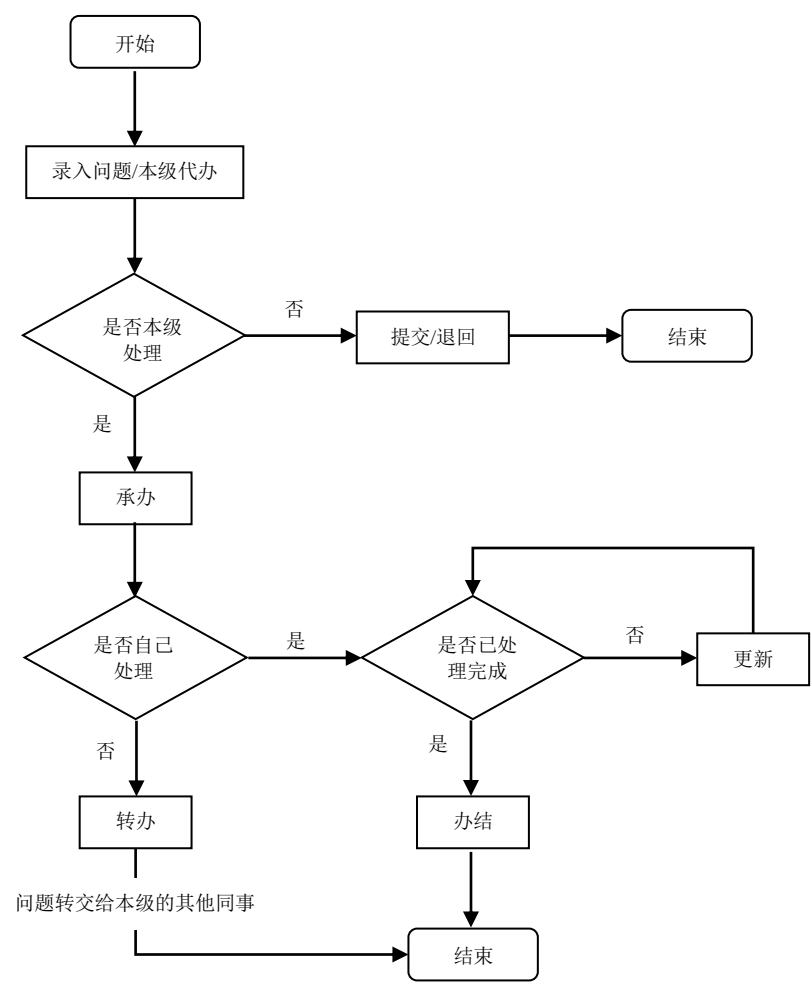 开始
录入问题/本级代办
是否本级
处理
否
提交/退回
结束
是
承办
是否自己
处理
是
是否已处
理完成
否
更新
否
是
转办
办结
问题转交给本级的其他同事
结束